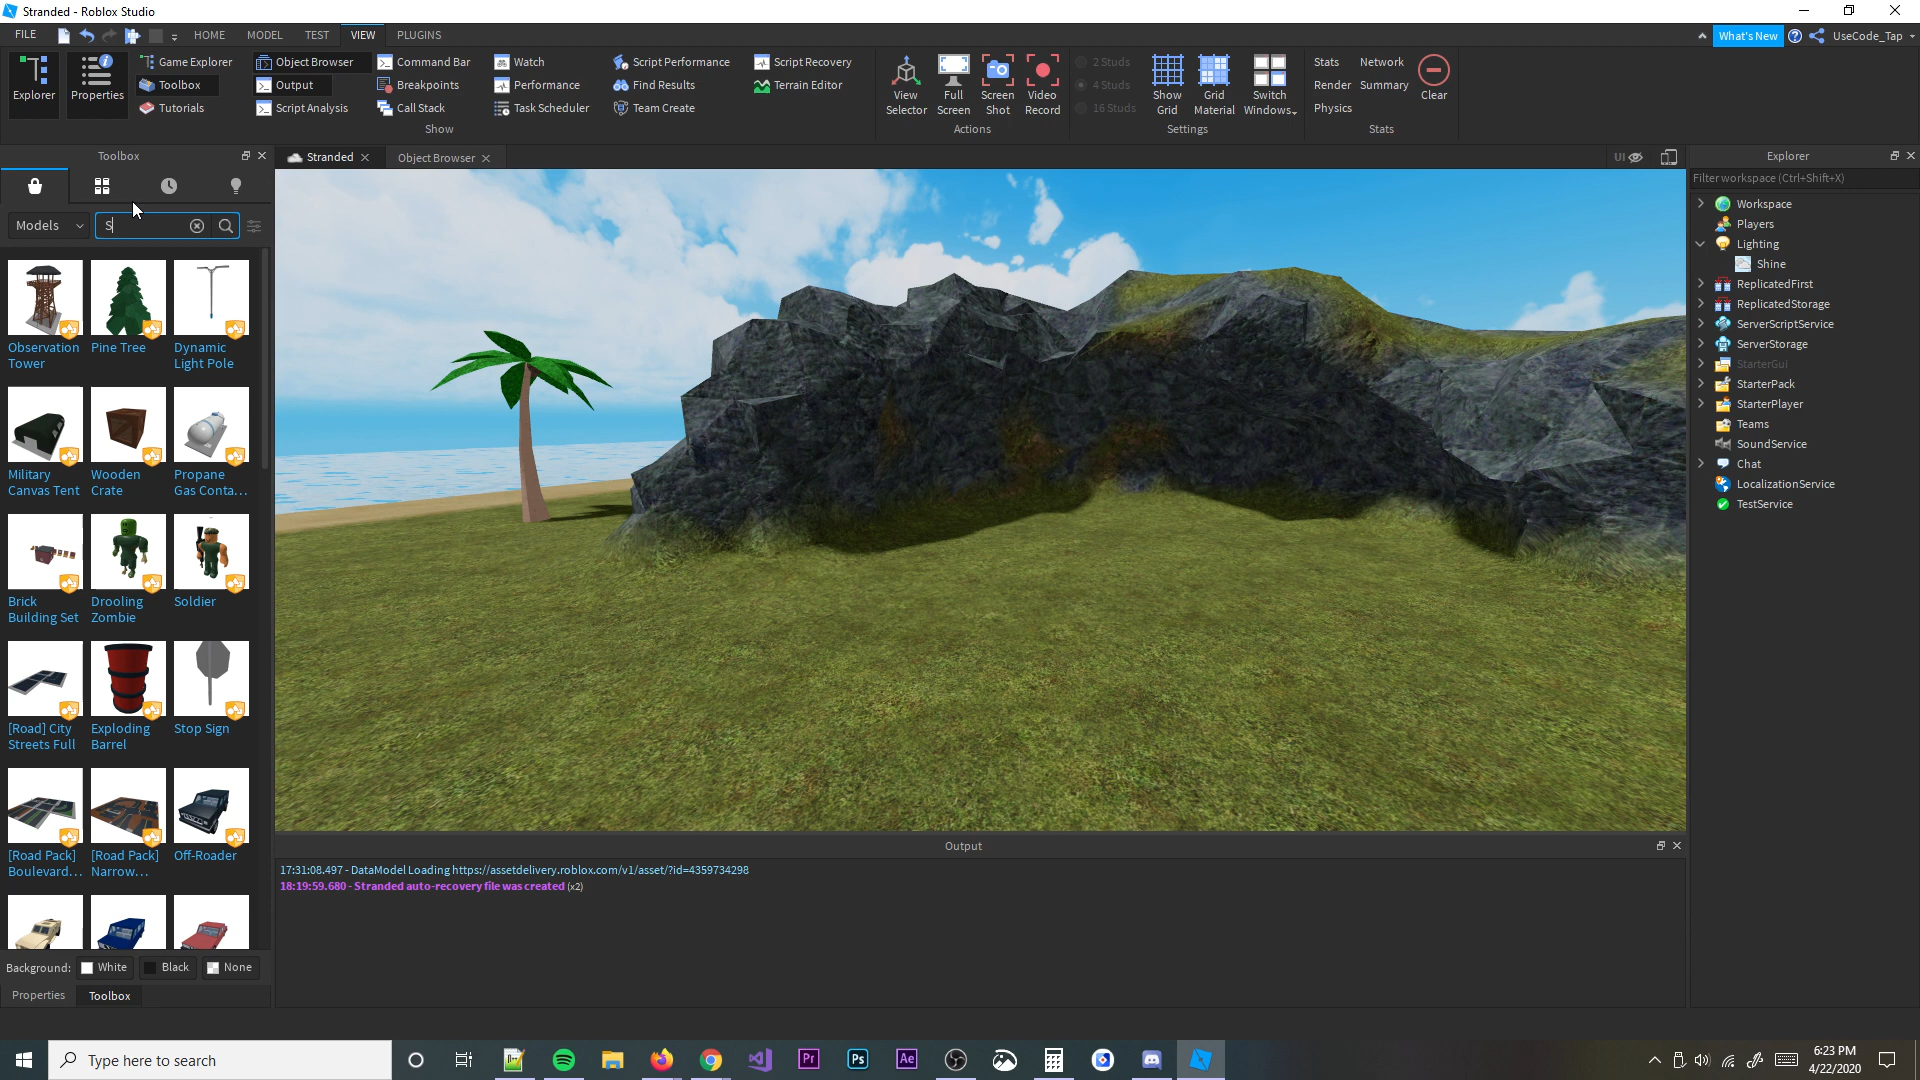 Stranded - Roblox Studio
FILE
HOME
MODEL
TEST
VIEW
PLUGINS
What's New
UseCode_Tap
Explorer
Properties
Game Explorer
Toolbox
Tutorials
Object Browser
Output
Script Analysis
Command Bar
Breakpoints
Call Stack
Watch
Performance
Task Scheduler
Script Performance
Find Results
Team Create
Script Recovery
Terrain Editor
Show
View
Selector
Full
Screen
Screen
Shot
Video
Record
Actions
2 Studs
4 Studs
16 Studs
Show
Grid
Grid
Material
Switch
Windows
Settings
Stats
Network
Render
Summary
Physics
Clear
Stats
Toolbox
Models
S
Observation
Tower
Pine Tree
Dynamic
Light Pole
Military
Canvas Tent
Wooden
Crate
Propane
Gas Conta...
Brick
Building Set
Drooling
Zombie
Soldier
[Road] City
Streets Full
Exploding
Barrel
Stop Sign
[Road Pack]
Boulevard...
[Road Pack]
Narrow...
Off-Roader
Background:
White
Black
None
Properties
Toolbox
Stranded
Object Browser
UI
Output
17:31:08.497 - DataModel Loading https://assetdelivery.roblox.com/v1/asset/?id=4359734298
18:19:59.680 - Stranded auto-recovery file was created (x2)
Explorer
Filter workspace (Ctrl+Shift+X)
Workspace
Players
Lighting
Shine
ReplicatedFirst
ReplicatedStorage
ServerScriptService
ServerStorage
StarterGui
StarterPack
StarterPlayer
Teams
SoundService
Chat
LocalizationService
TestService
Type here to search
Pr
Ps
Ae
6:23 PM
4/22/2020